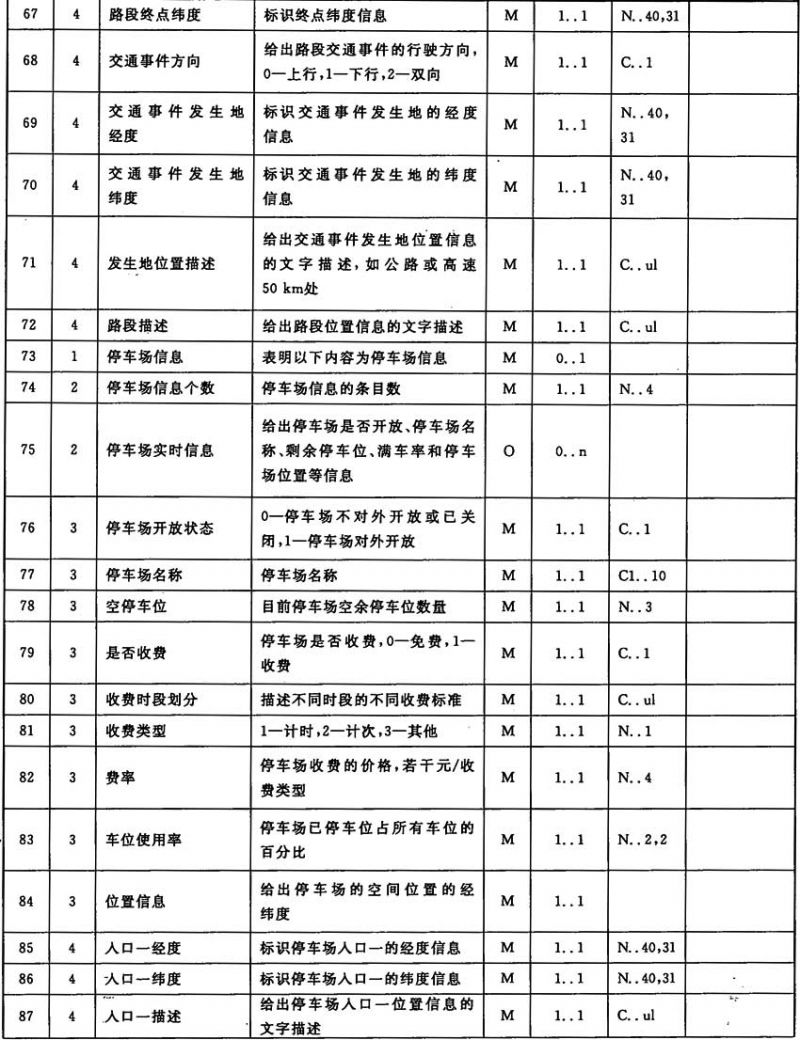 67 4 路段终点纬度 标识终点纬度信息 M 1..1 N..40,31
68 4 交通事件方向 给出路段交通事件的行驶方向,
0—上行,1—下行,2—双向 M 1..1 C..1
69 4 交通事件发生地
经度 标识交通事件发生地的经度
信息 M 1..1 N..40,
31
70 4 交通事件发生地
纬度 标识交通事件发生地的纬度
信息 M 1..1 N..40,
31
71 4 发生地位置描述 给出交通事件发生地位置信息
的文字描述,如公路或高速
50 km处 M 1..1 C..ul
72 4 路段描述 给出路段位置信息的文字描述 M 1..1 C..ul
73 1 停车场信息 表明以下内容为停车场信息 M 0..1
74 2 停车场信息个数 停车场信息的条目数 M 1..1 N..4
75 2 停车场实时信息 给出停车场是否开放、停车场名
称、剩余停车位、满车率和停车
场位置等信息 O 0..n
76 3 停车场开放状态 0—停车场不对外开放或已关
闭,1—停车场对外开放 M 1..1 C..1
77 3 停车场名称 停车场名称 M 1..1 C1..10
78 3 空停车位 目前停车场空余停车位数量 M 1..1 N..3
79 3 是否收费 停车场是否收费,0—免费,1—
收费 M 1..1 C..1
80 3 收费时段划分 描述不同时段的不同收费标准 M 1..1 C..ul
81 3 收费类型 1—计时,2—计次,3—其他 M 1..1 N..1
82 3 费率 停车场收费的价格,若干元/收
费类型 M 1..1 N..4
83 3 车位使用率 停车场已停车位占所有车位的
百分比 M 1..1 N..2,2
84 3 位置信息 给出停车场的空间位置的经
纬度 M 1..1
85 4 入口一经度 标识停车场入口一的经度信息 M 1..1 N..40,31
86 4 入口一纬度 标识停车场入口一的纬度信息 M 1..1 N..40,31
87 4 入口一描述 给出停车场入口一位置信息的
文字描述 M 1..1 C..ul